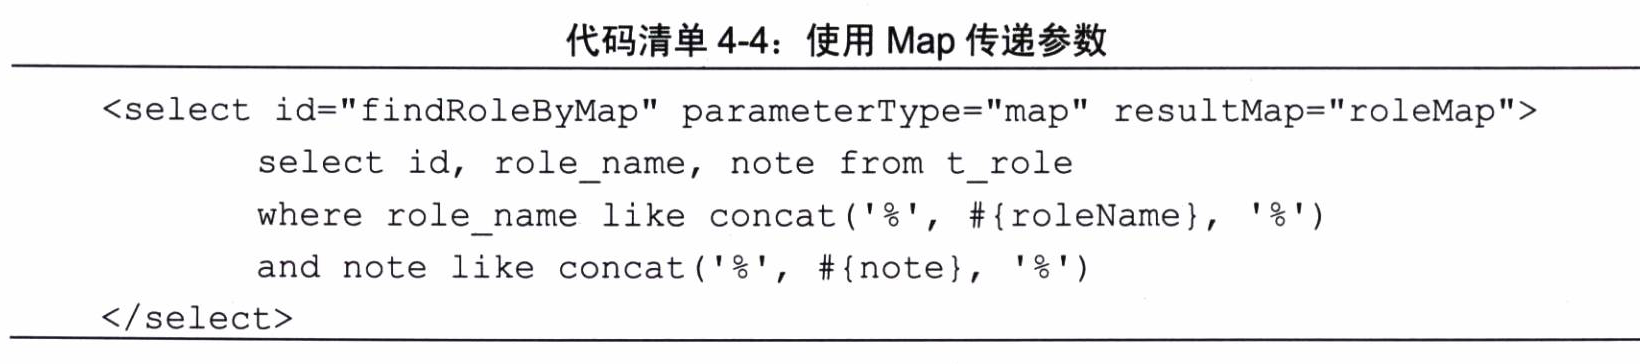 代码清单 4-4：使用 Map 传递参数
<select id="findRoleByMap" parameterType="map" resultMap="roleMap">
select id, role_name, note from t_role
where role_name like concat('%', #{roleName}, '%')
and note like concat('%', #{note}, '%')
</select>